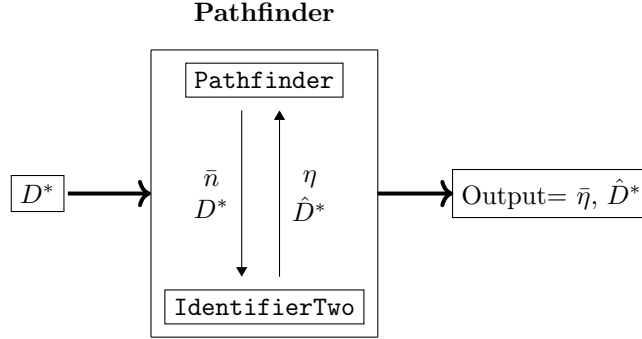 Pathfinder
Pathfinder
D*
n̄
D*
η
D̂*
Output= η̄, D̂*
IdentifierTwo